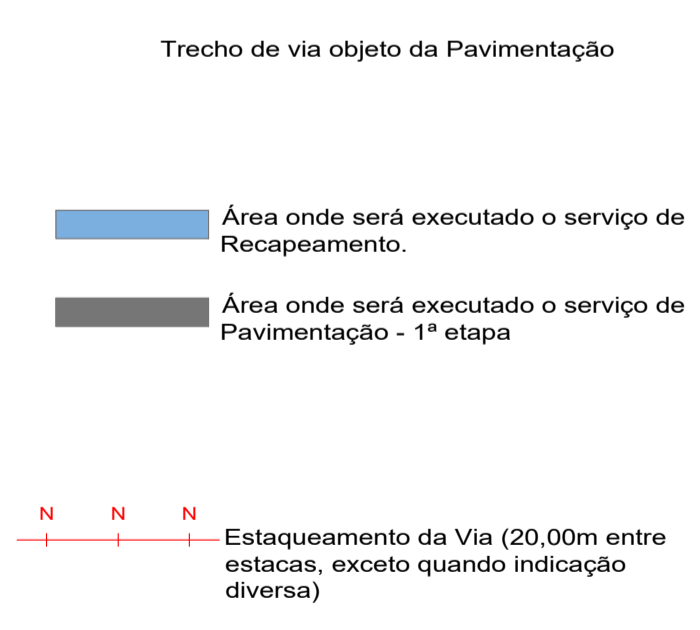 Trecho de via objeto da Pavimentação
Área onde será executado o serviço de
Recapeamento.
Área onde será executado o serviço de
Pavimentação - 1ª etapa
N N N
Estaqueamento da Via (20,00m entre
estacas, exceto quando indicação
diversa)